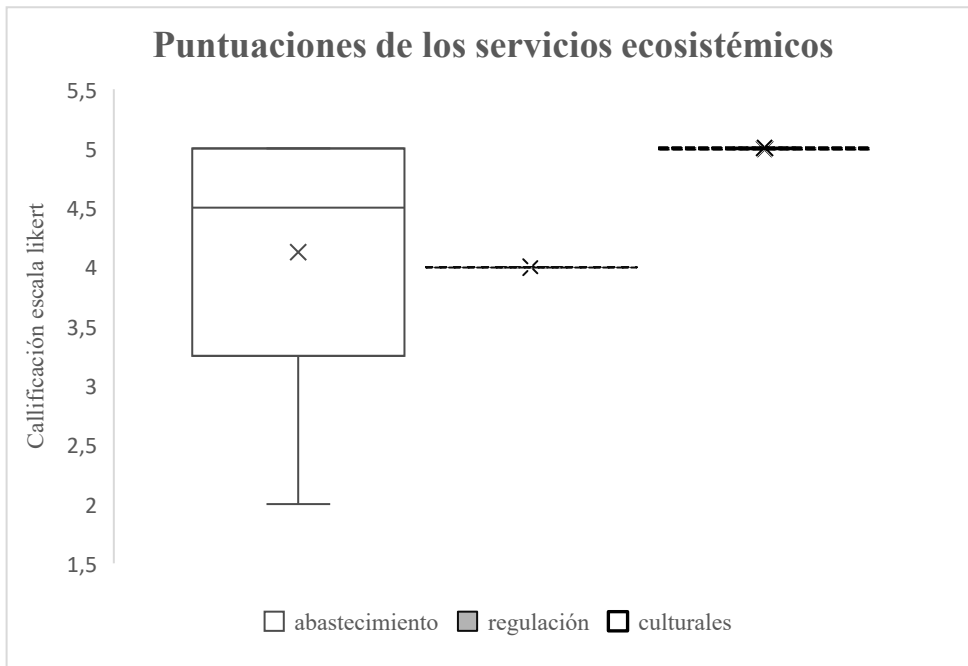 Puntuaciones de los servicios ecosistémicos
5,5
5
4,5
4
3,5
3
2,5
2
1,5
Callificación escala likert
abastecimiento
regulación
culturales